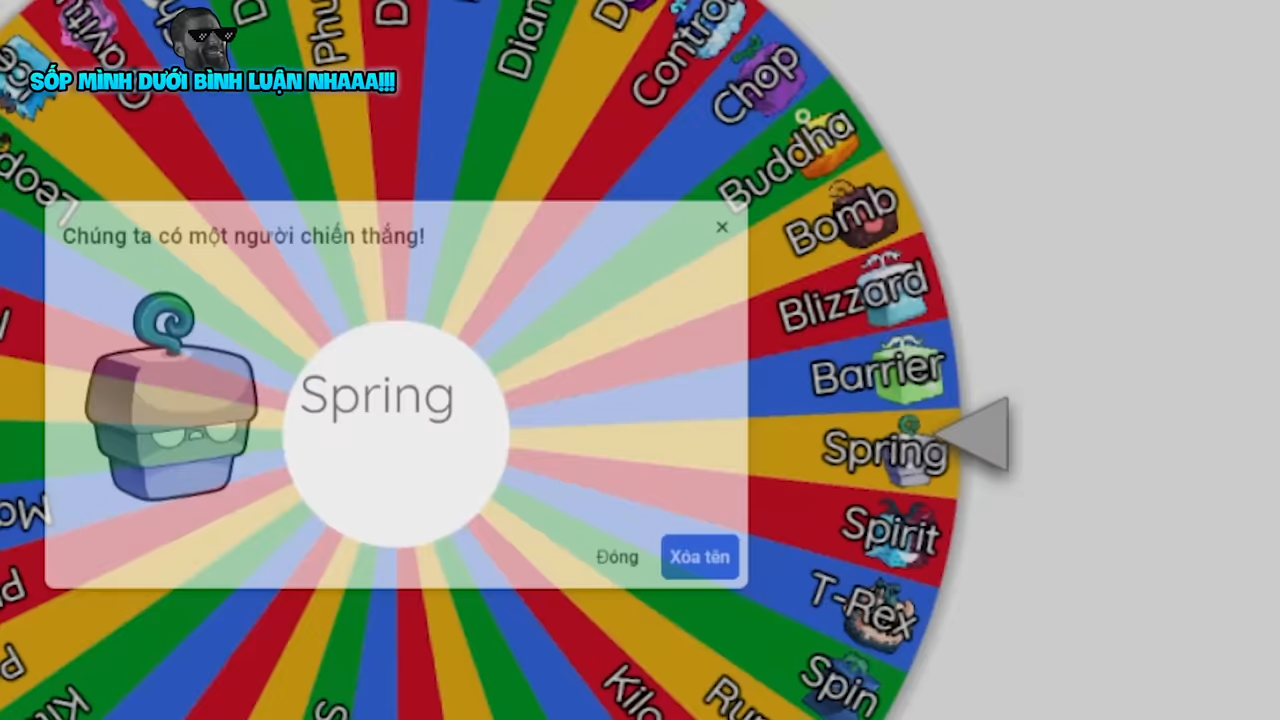 SỐP MÌNH DƯỚI BÌNH LUẬN NHAAA!!!
Control
Chop
Buddha
Bomb
Blizzard
Barrier
Spring
Spirit
T-Rex
Spin
Chúng ta có một người chiến thắng!
×
Spring
Đóng
Xóa tên